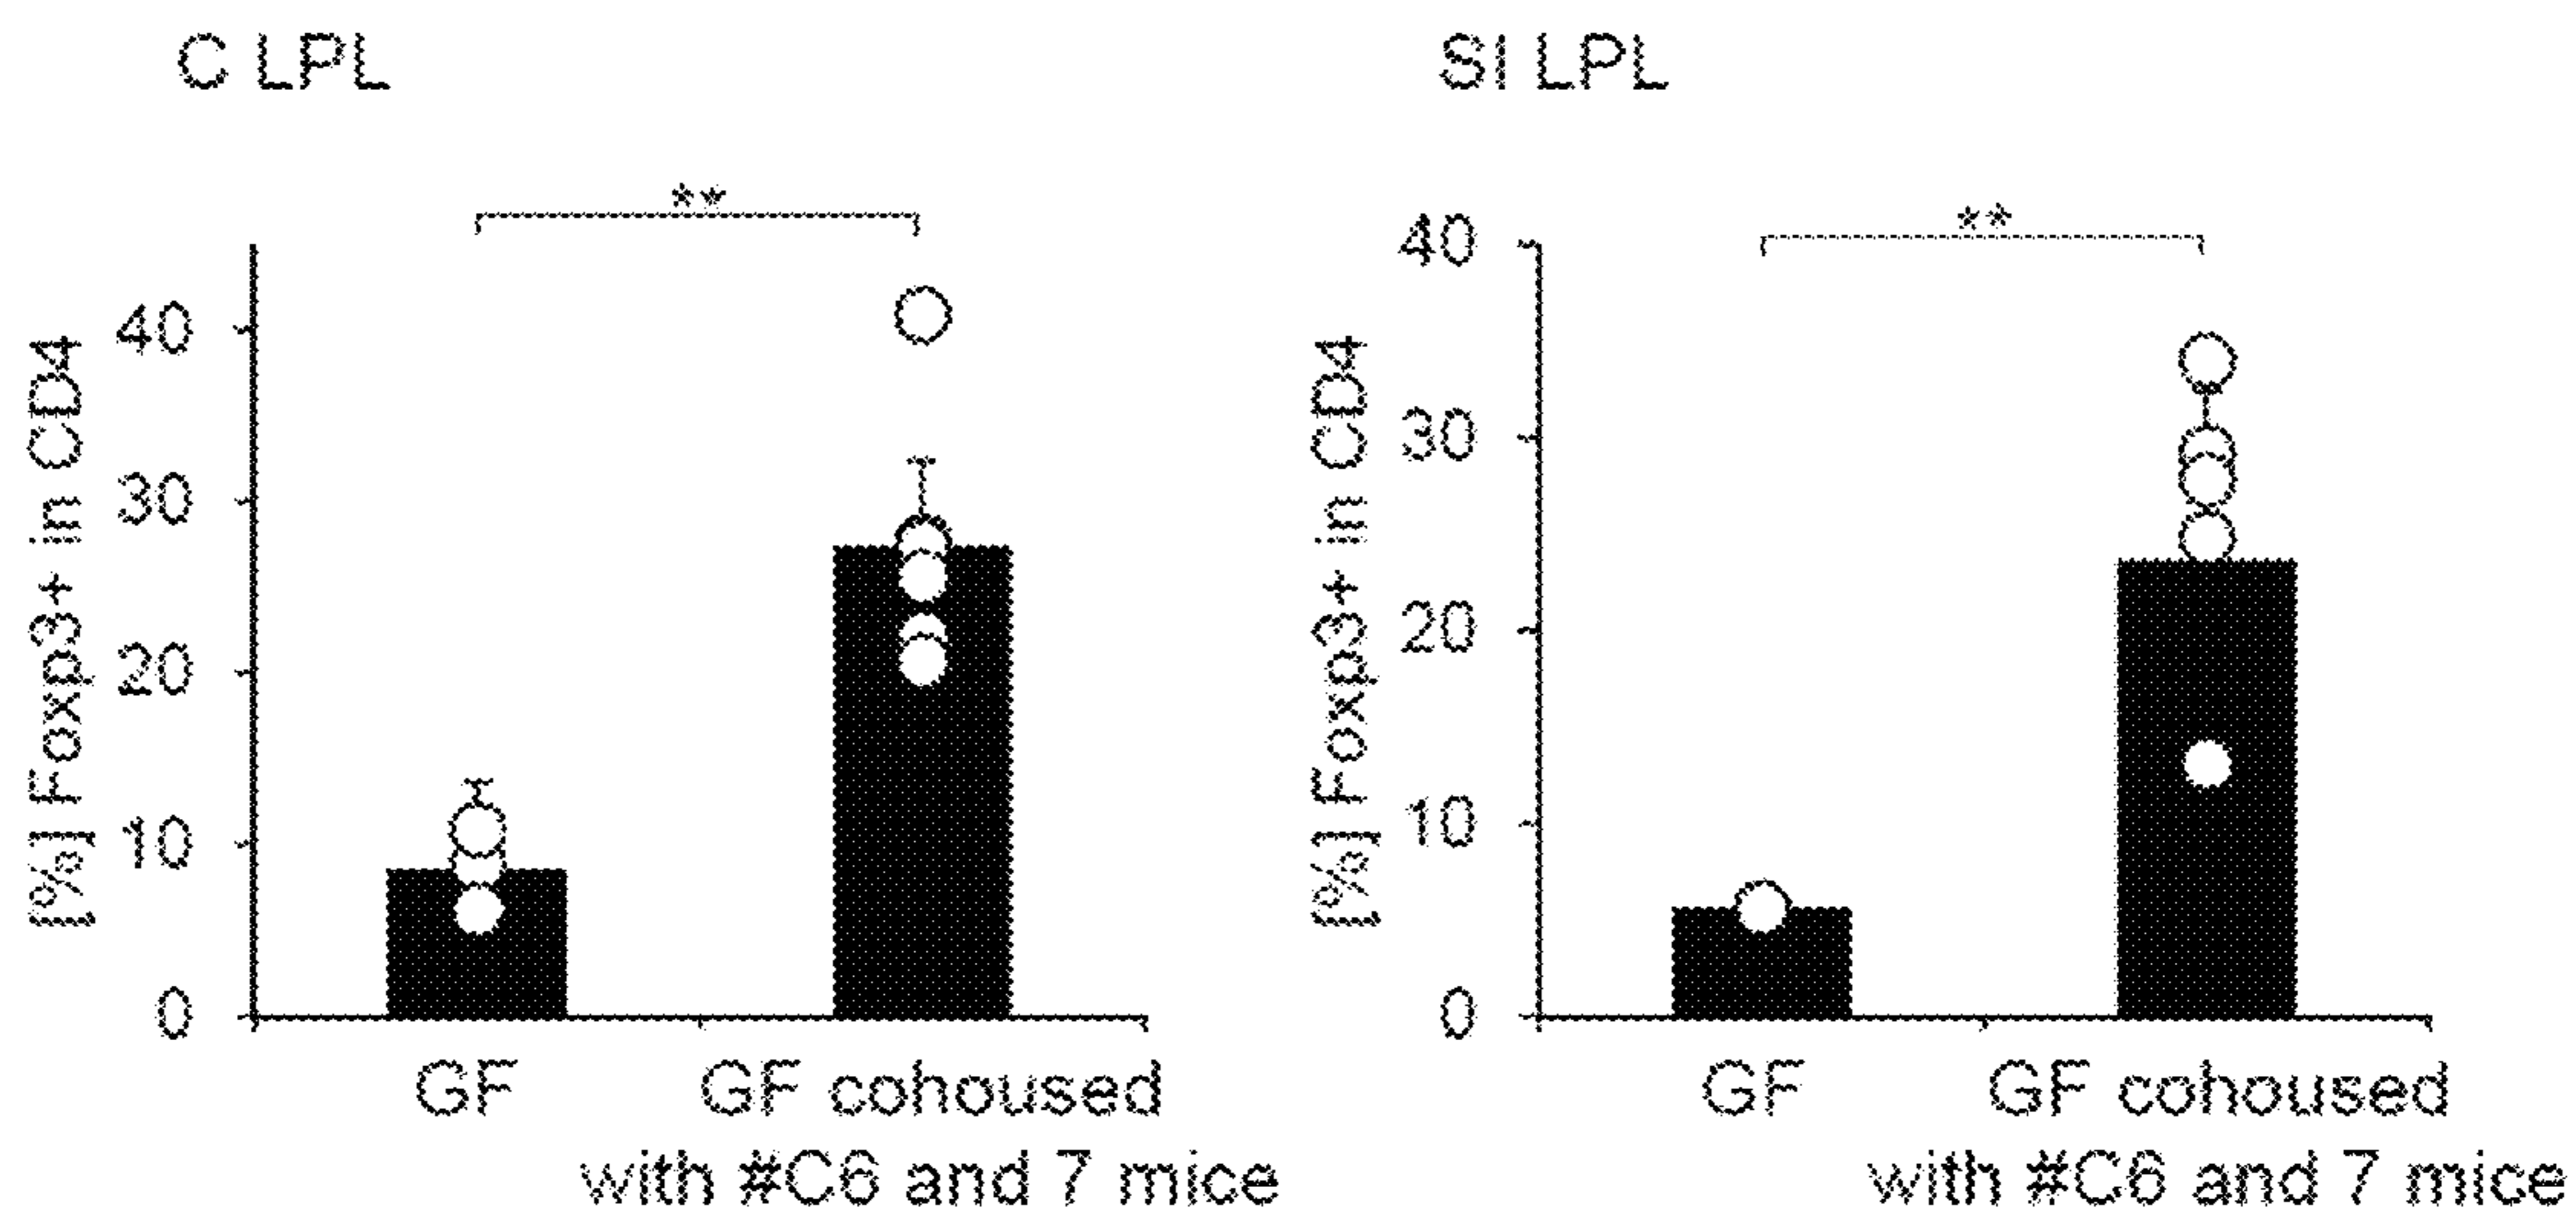 C LPL
**
[%] Foxp3+ in CD4
40
30
20
10
0
GF
GF cohoused
with #C6 and 7 mice
SI LPL
**
[%] Foxp3+ in CD4
40
30
20
10
0
GF
GF cohoused
with #C6 and 7 mice